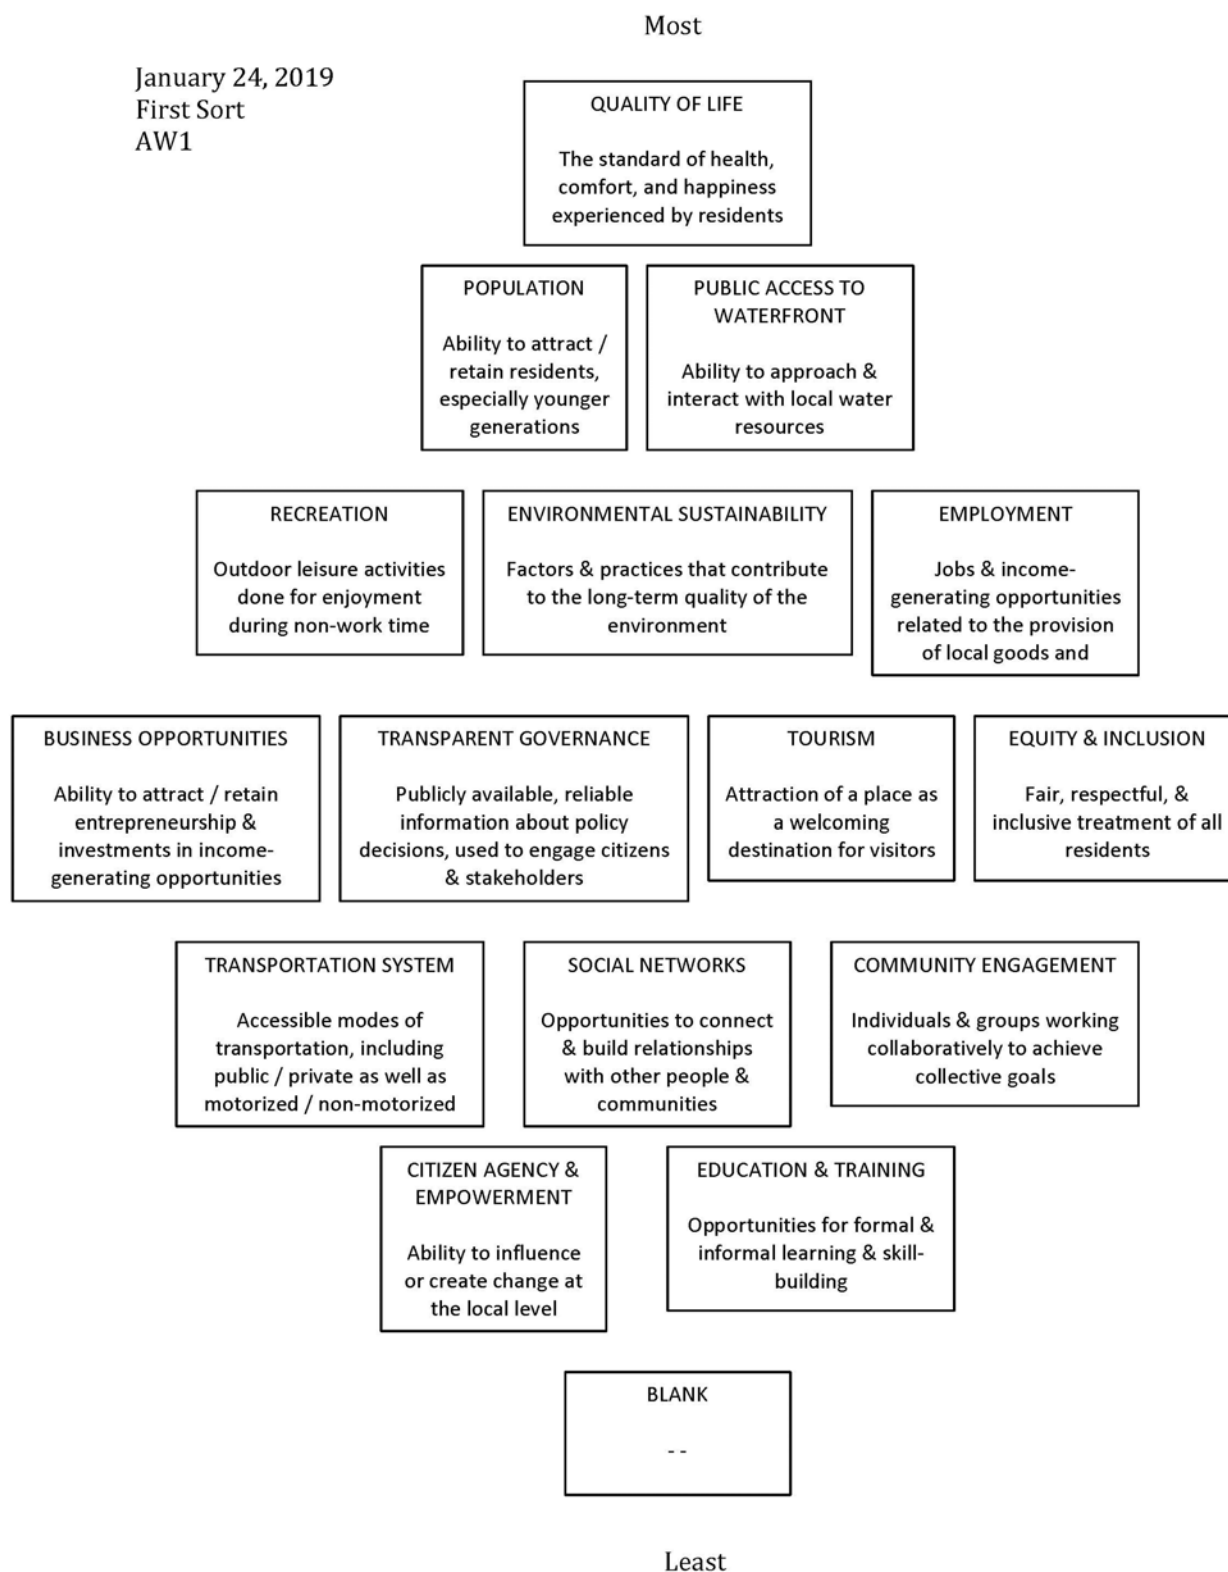 Most
January 24, 2019
First Sort
AW1
QUALITY OF LIFE
The standard of health,
comfort, and happiness
experienced by residents
POPULATION
Ability to attract /
retain residents,
especially younger
generations
PUBLIC ACCESS TO
WATERFRONT
Ability to approach &
interact with local water
resources
RECREATION
Outdoor leisure activities
done for enjoyment
during non-work time
ENVIRONMENTAL SUSTAINABILITY
Factors & practices that contribute
to the long-term quality of the
environment
EMPLOYMENT
Jobs & income-
generating opportunities
related to the provision
of local goods and
BUSINESS OPPORTUNITIES
Ability to attract / retain
entrepreneurship &
investments in income-
generating opportunities
TRANSPARENT GOVERNANCE
Publicly available, reliable
information about policy
decisions, used to engage citizens
& stakeholders
TOURISM
Attraction of a place as
a welcoming
destination for visitors
EQUITY & INCLUSION
Fair, respectful, &
inclusive treatment of all
residents
TRANSPORTATION SYSTEM
Accessible modes of
transportation, including
public / private as well as
motorized / non-motorized
SOCIAL NETWORKS
Opportunities to connect
& build relationships
with other people &
communities
COMMUNITY ENGAGEMENT
Individuals & groups working
collaboratively to achieve
collective goals
CITIZEN AGENCY &
EMPOWERMENT
Ability to influence
or create change at
the local level
EDUCATION & TRAINING
Opportunities for formal &
informal learning & skill-
building
BLANK
- -
Least